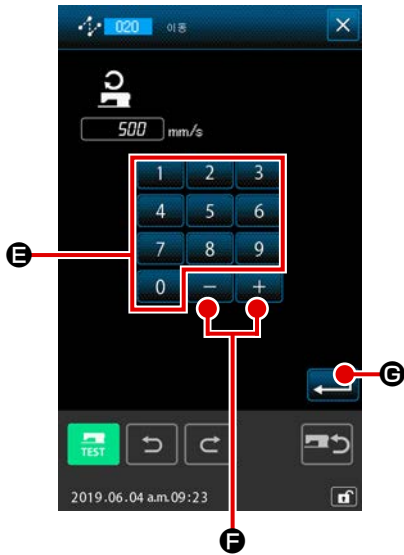 020 이동
500 mm/s
1 2 3
4 5 6
E 7 8 9
0 − +
G
TEST
2019.06.04 a.m.09:23
F